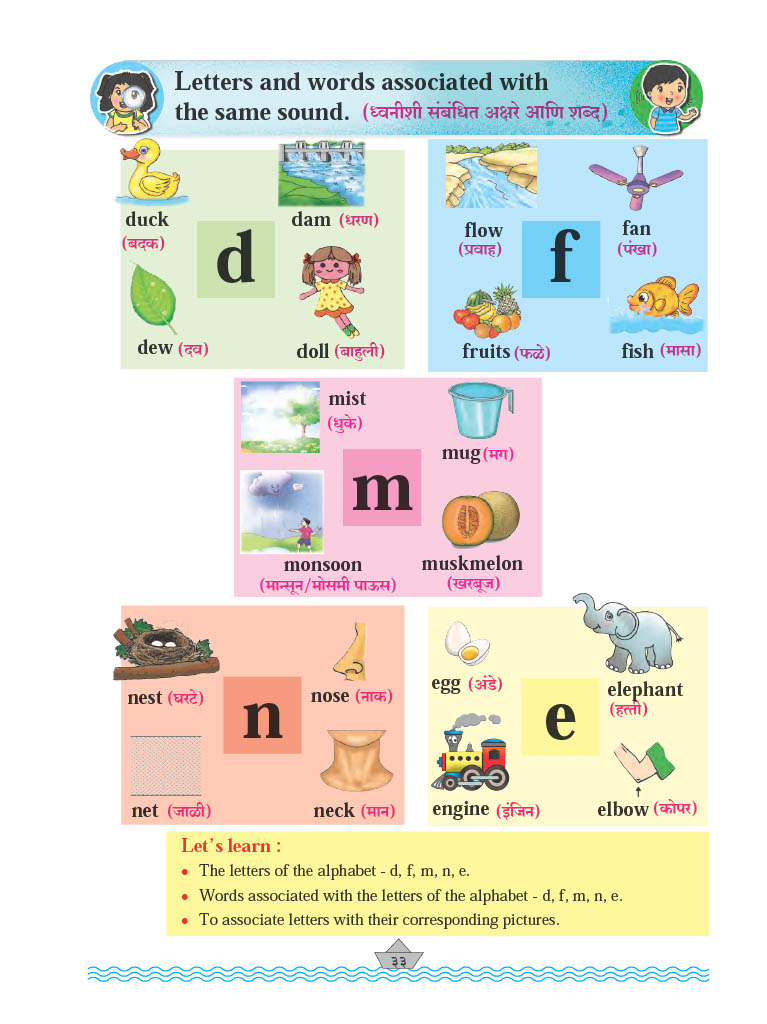 Letters and words associated with
the same sound. (ध्वनीशी संबंधित अक्षरे आणि शब्द)
duck
(बदक)
dam (धरण)
d
dew (दव)
doll (बाहुली)
flow
(प्रवाह)
fan
(पंखा)
f
fruits (फळे)
fish (मासा)
mist
(धुके)
mug (मग)
m
monsoon
(मान्सून/मोसमी पाऊस)
muskmelon
(खरबूज)
nest (घरटे)
nose (नाक)
n
net (जाळी)
neck (मान)
egg (अंडे)
elephant
(हत्ती)
e
engine (इंजिन)
elbow (कोपर)
Let's learn :
• The letters of the alphabet - d, f, m, n, e.
• Words associated with the letters of the alphabet - d, f, m, n, e.
• To associate letters with their corresponding pictures.
३३